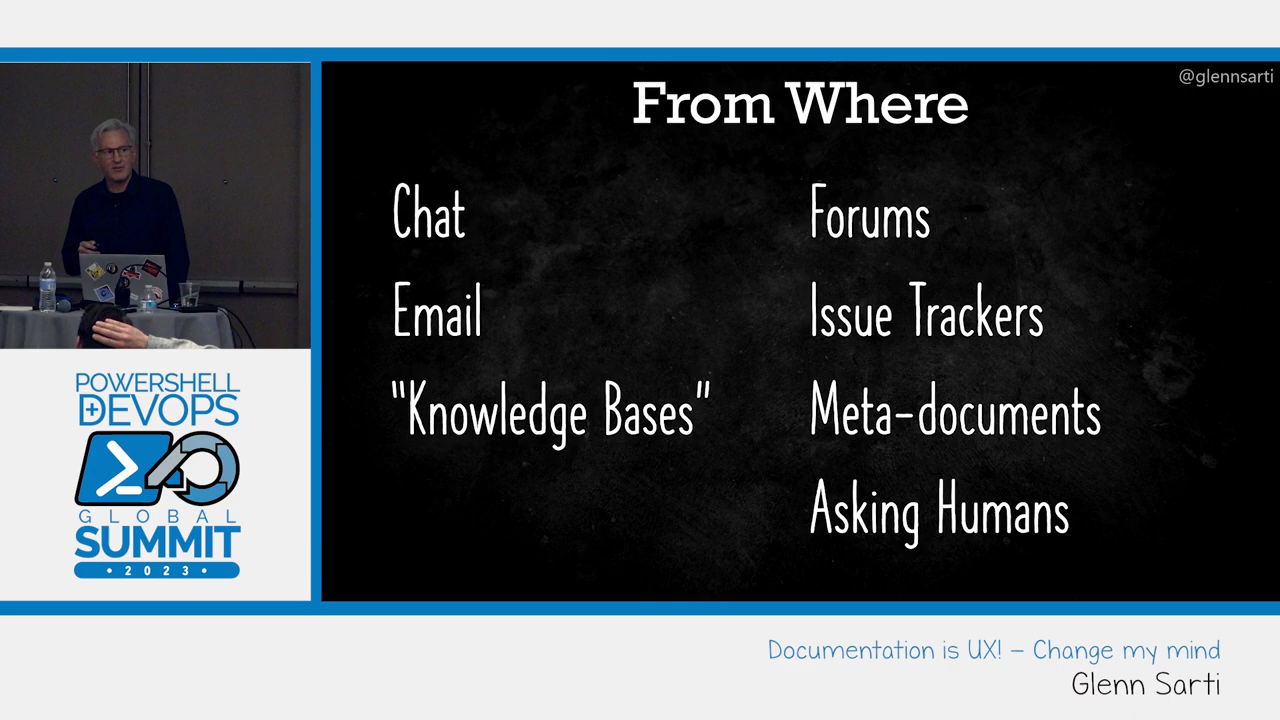 @glennsarti
From Where
Chat
Email
"Knowledge Bases"
Forums
Issue Trackers
Meta-documents
Asking Humans
POWERSHELL
+DEVOPS
GLOBAL
SUMMIT
• 2023 •
Documentation is UX! – Change my mind
Glenn Sarti